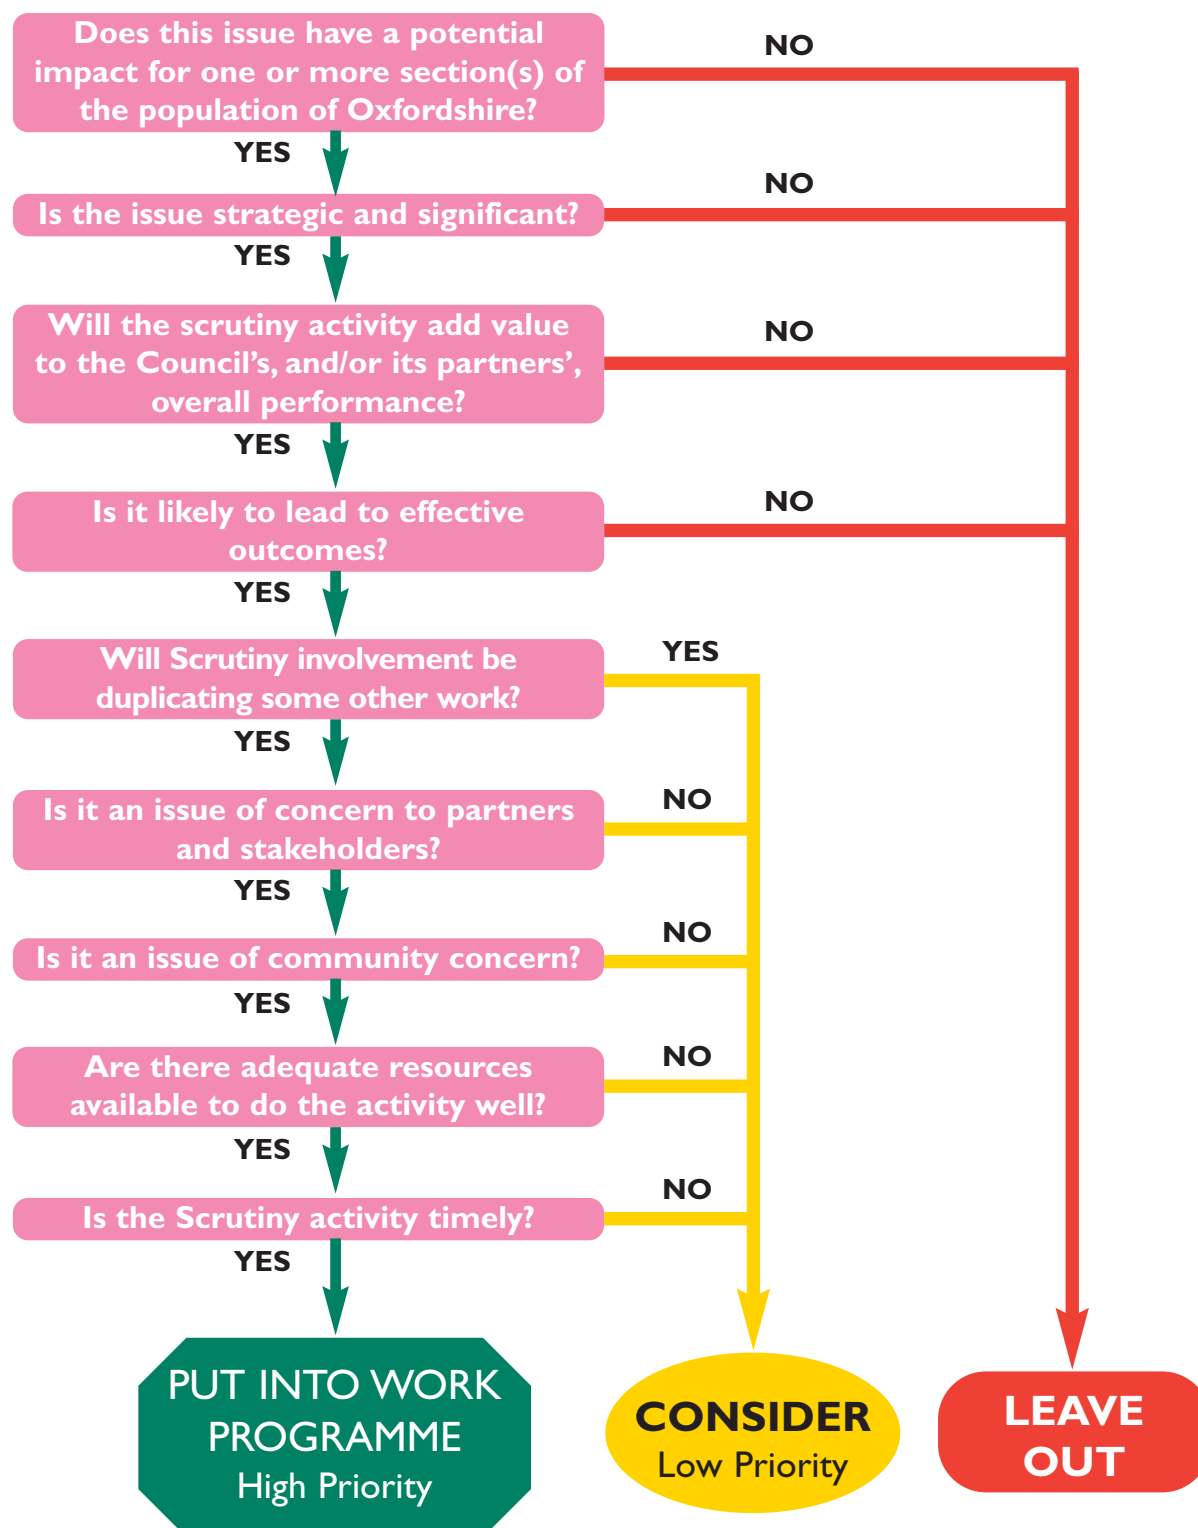 Does this issue have a potential
impact for one or more section(s) of
the population of Oxfordshire?
NO
YES
Is the issue strategic and significant?
NO
YES
Will the scrutiny activity add value
to the Council’s, and/or its partners’,
overall performance?
NO
YES
Is it likely to lead to effective
outcomes?
NO
YES
Will Scrutiny involvement be
duplicating some other work?
YES
YES
Is it an issue of concern to partners
and stakeholders?
NO
YES
Is it an issue of community concern?
NO
YES
Are there adequate resources
available to do the activity well?
NO
YES
Is the Scrutiny activity timely?
NO
YES
PUT INTO WORK
PROGRAMME
High Priority
CONSIDER
Low Priority
LEAVE
OUT